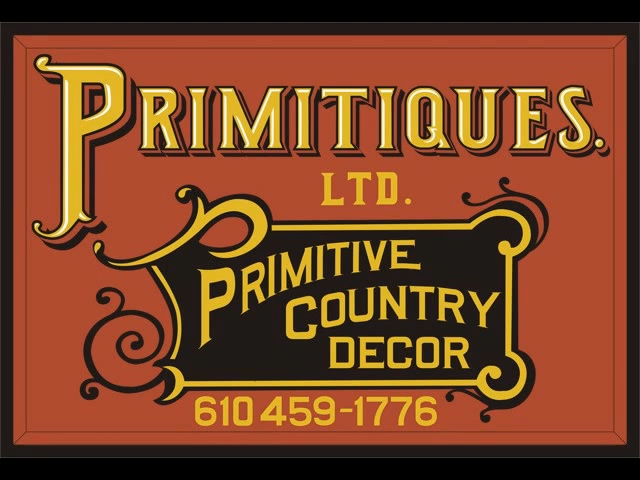 PRIMITIQUES.
LTD.
PRIMITIVE
COUNTRY
DECOR
610 459-1776